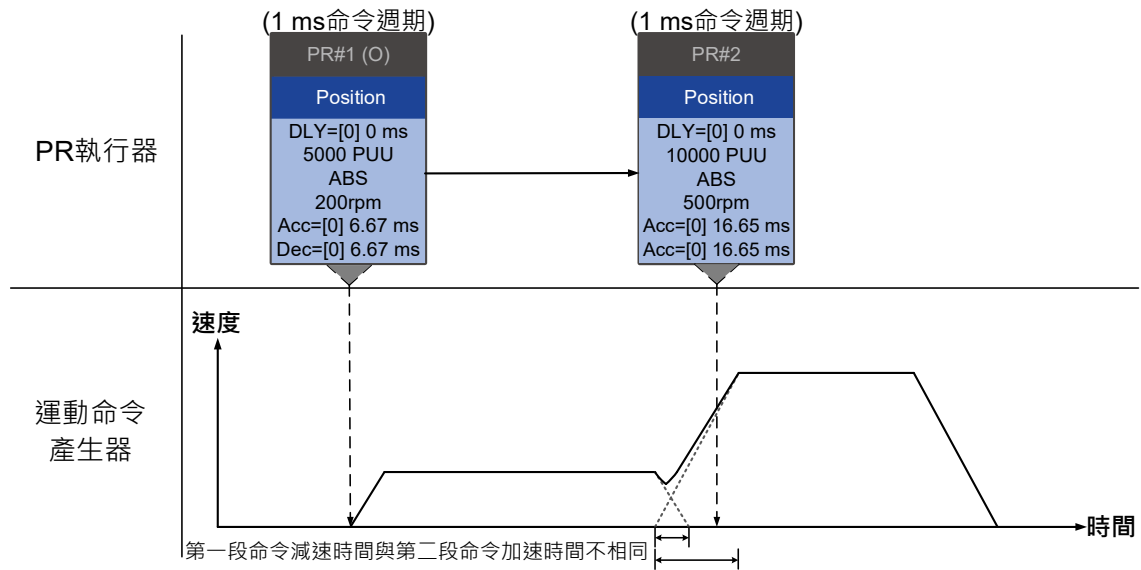 (1 ms命令週期)
(1 ms命令週期)
PR#1 (O)
Position
DLY=[0] 0 ms
5000 PUU
ABS
200rpm
Acc=[0] 6.67 ms
Dec=[0] 6.67 ms
PR#2
Position
DLY=[0] 0 ms
10000 PUU
ABS
500rpm
Acc=[0] 16.65 ms
Acc=[0] 16.65 ms
PR執行器
速度
運動命令
產生器
時間
第一段命令減速時間與第二段命令加速時間不相同